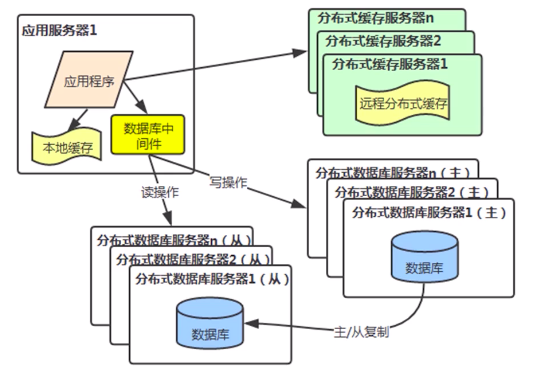 应用服务器1
应用程序
本地缓存
数据库中
间件
分布式缓存服务器n
分布式缓存服务器2
分布式缓存服务器1
远程分布式缓存
读操作
写操作
分布式数据库服务器n（主）
分布式数据库服务器2（主）
分布式数据库服务器1（主）
数据库
分布式数据库服务器n（从）
分布式数据库服务器2（从）
分布式数据库服务器1（从）
数据库
主/从复制